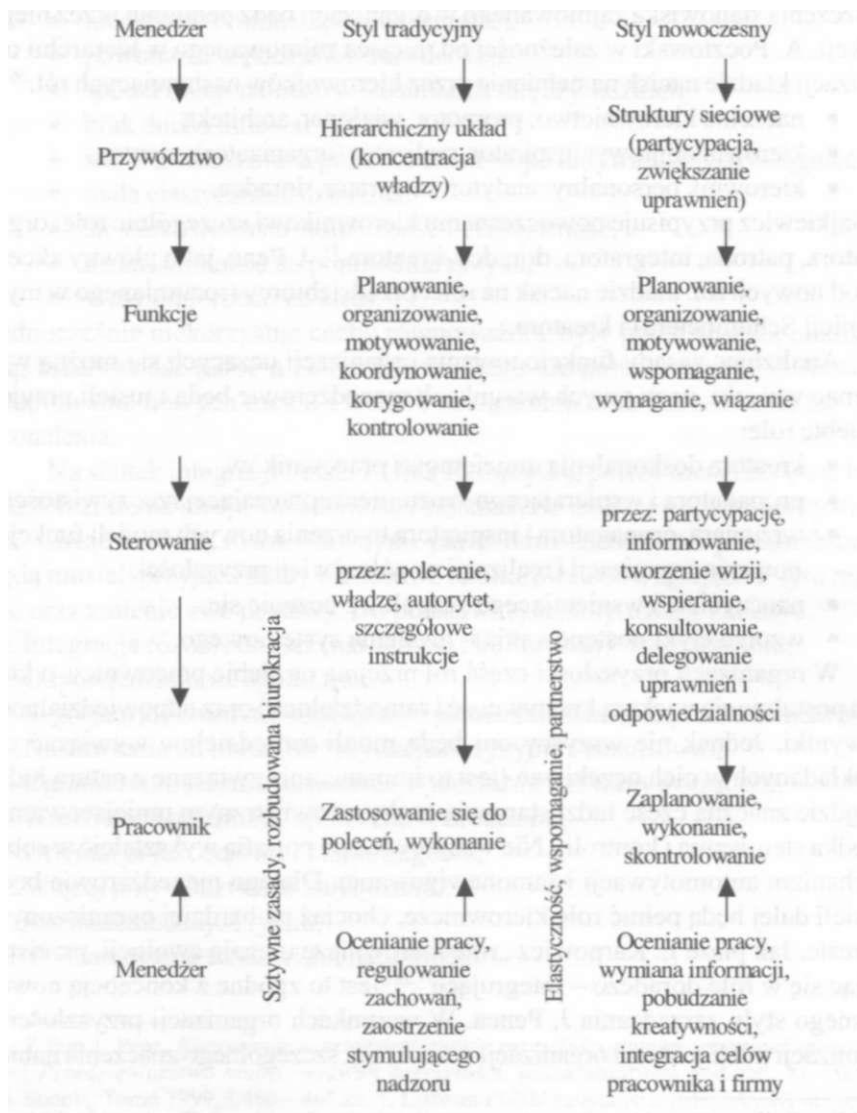 Menedżer
Styl tradycyjny
Styl nowoczesny
Przywództwo
Hierarchiczny układ
(koncentracja
władzy)
Struktury sieciowe
(partycypacja,
zwiększanie
uprawnień)
Funkcje
Planowanie,
organizowanie,
motywowanie,
koordynowanie,
korygowanie,
kontrolowanie
Planowanie,
organizowanie,
motywowanie,
wspomaganie,
wymaganie, wiązanie
Sterowanie
przez: polecenie,
władzę, autorytet,
szczegółowe
instrukcje
przez: partycypację,
informowanie,
tworzenie wizji,
wspieranie,
konsultowanie,
delegowanie
uprawnień i
odpowiedzialności
Sztywne zasady, rozbudowana biurokracja
Elastyczność, wspomaganie, partnerstwo
Pracownik
Zastosowanie się do
poleceń, wykonanie
Zaplanowanie,
wykonanie,
skontrolowanie
Menedżer
Ocenianie pracy,
regulowanie
zachowań,
zaostrzenie
stymulującego
nadzoru
Ocenianie pracy,
wymiana informacji,
pobudzanie
kreatywności,
integracja celów
pracownika i firmy